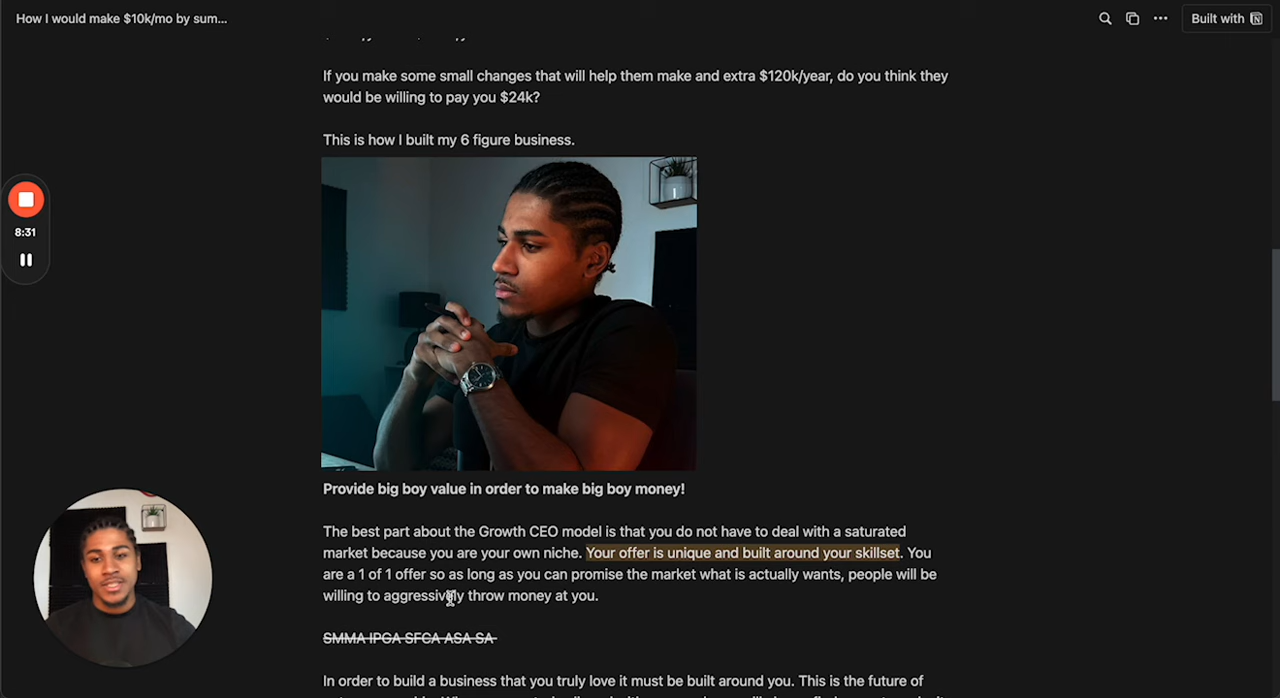 How I would make $10k/mo by sum...
Built with
If you make some small changes that will help them make and extra $120k/year, do you think they
would be willing to pay you $24k?
This is how I built my 6 figure business.
8:31
Provide big boy value in order to make big boy money!
The best part about the Growth CEO model is that you do not have to deal with a saturated
market because you are your own niche. Your offer is unique and built around your skillset. You
are a 1 of 1 offer so as long as you can promise the market what is actually wants, people will be
willing to aggressively throw money at you.
SMMA IPGA SFCA ASA SA
In order to build a business that you truly love it must be built around you. This is the future of